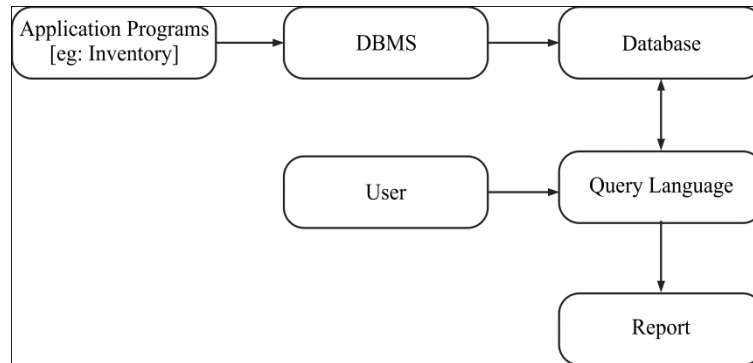 Application Programs
[eg: Inventory]
DBMS
Database
User
Query Language
Report